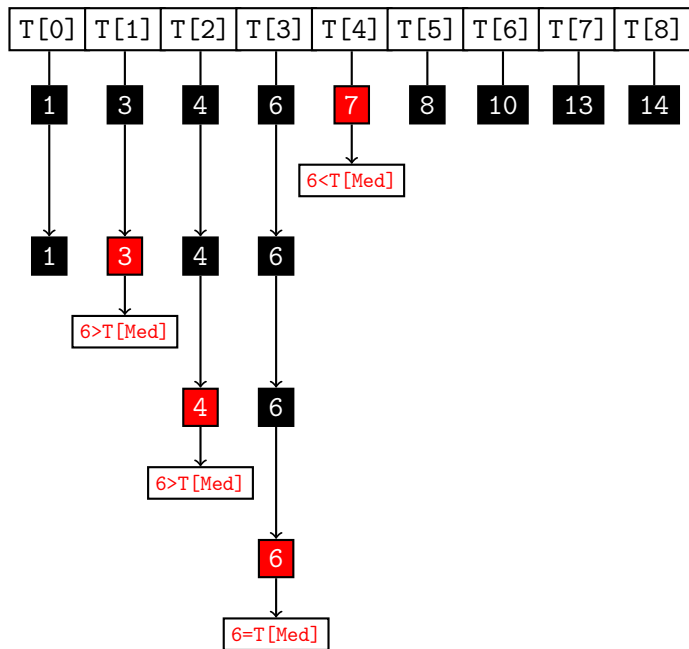 T[0] T[1] T[2] T[3] T[4] T[5] T[6] T[7] T[8]
1 3 4 6 7 8 10 13 14
6<T[Med]
1 3 4 6
6>T[Med]
4 6
6>T[Med]
6
6=T[Med]